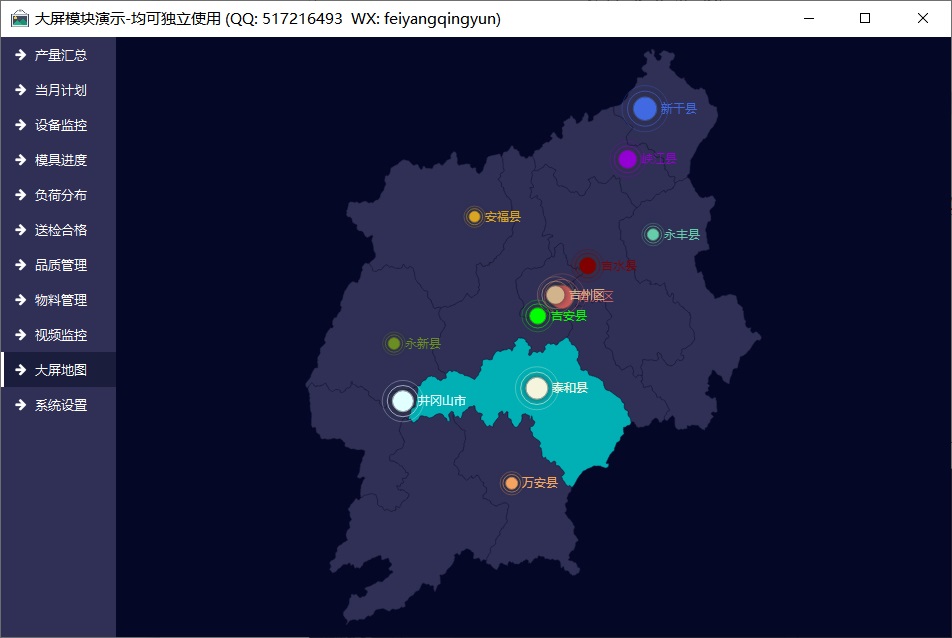 大屏模块演示-均可独立使用 (QQ: 517216493 WX: feiyangqingyun)
产量汇总
当月计划
设备监控
模具进度
负荷分布
送检合格
品质管理
物料管理
视频监控
大屏地图
系统设置
新干县
峡江县
安福县
永丰县
吉水县
吉州区
吉安县
永新县
泰和县
井冈山市
万安县